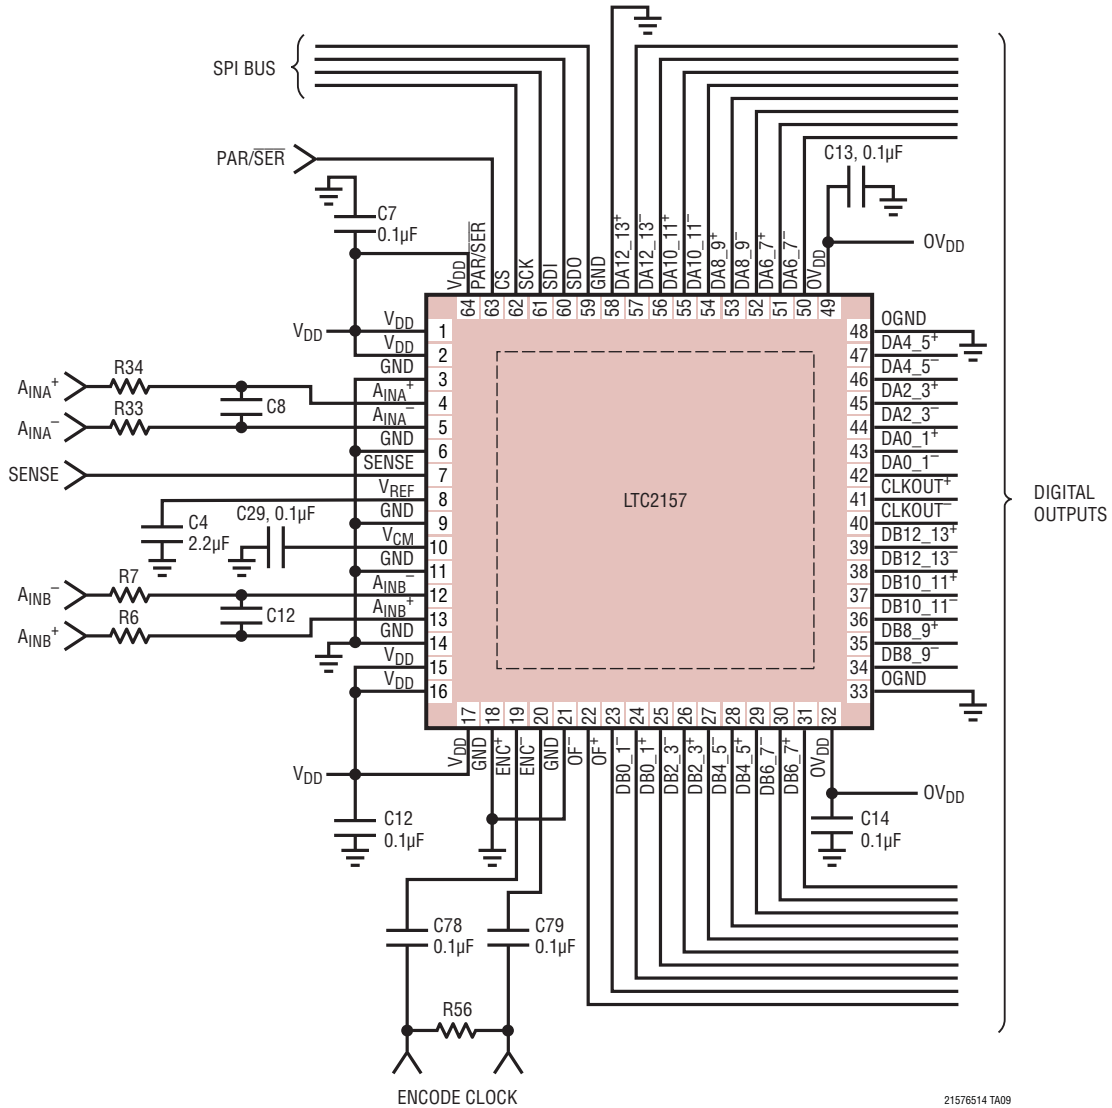 SPI BUS
PAR/SER
C13, 0.1µF
C7
0.1µF
OVDD
VDD
PAR/SER
CS
SCK
SDI
SDO
GND
DA12_13+
DA12_13–
DA10_11+
DA10_11–
DA8_9+
DA8_9–
DA6_7+
DA6_7–
OVDD
64
63
62
61
60
59
58
57
56
55
54
53
52
51
50
49
VDD
VDD
1
VDD
2
GND
3
AINA+
R34
AINA+
4
C8
AINA–
R33
AINA–
5
GND
6
SENSE
SENSE
7
VREF
8
C4
2.2µF
C29, 0.1µF
GND
9
VCM
10
GND
11
AINB–
R7
AINB–
12
C12
AINB+
R6
AINB+
13
GND
14
VDD
15
VDD
16
LTC2157
48
OGND
47
DA4_5+
46
DA4_5–
45
DA2_3+
44
DA2_3–
43
DA0_1+
42
DA0_1–
41
CLKOUT+
40
CLKOUT–
39
DB12_13+
38
DB12_13–
37
DB10_11+
36
DB10_11–
35
DB8_9+
34
DB8_9–
33
OGND
DIGITAL
OUTPUTS
17
18
19
20
21
22
23
24
25
26
27
28
29
30
31
32
VDD
GND
ENC+
ENC–
GND
OF–
OF+
DB0_1–
DB0_1+
DB2_3–
DB2_3+
DB4_5–
DB4_5+
DB6_7–
DB6_7+
OVDD
VDD
OVDD
C12
0.1µF
C14
0.1µF
C78
0.1µF
C79
0.1µF
R56
ENCODE CLOCK
21576514 TA09